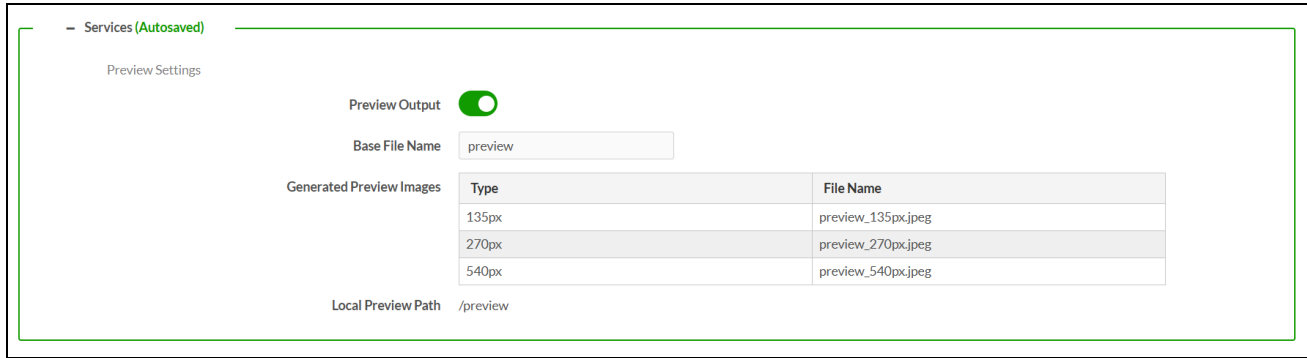 – Services (Autosaved)
Preview Settings
Preview Output
Base File Name preview
Generated Preview Images Type File Name
135px preview_135px.jpeg
270px preview_270px.jpeg
540px preview_540px.jpeg
Local Preview Path /preview